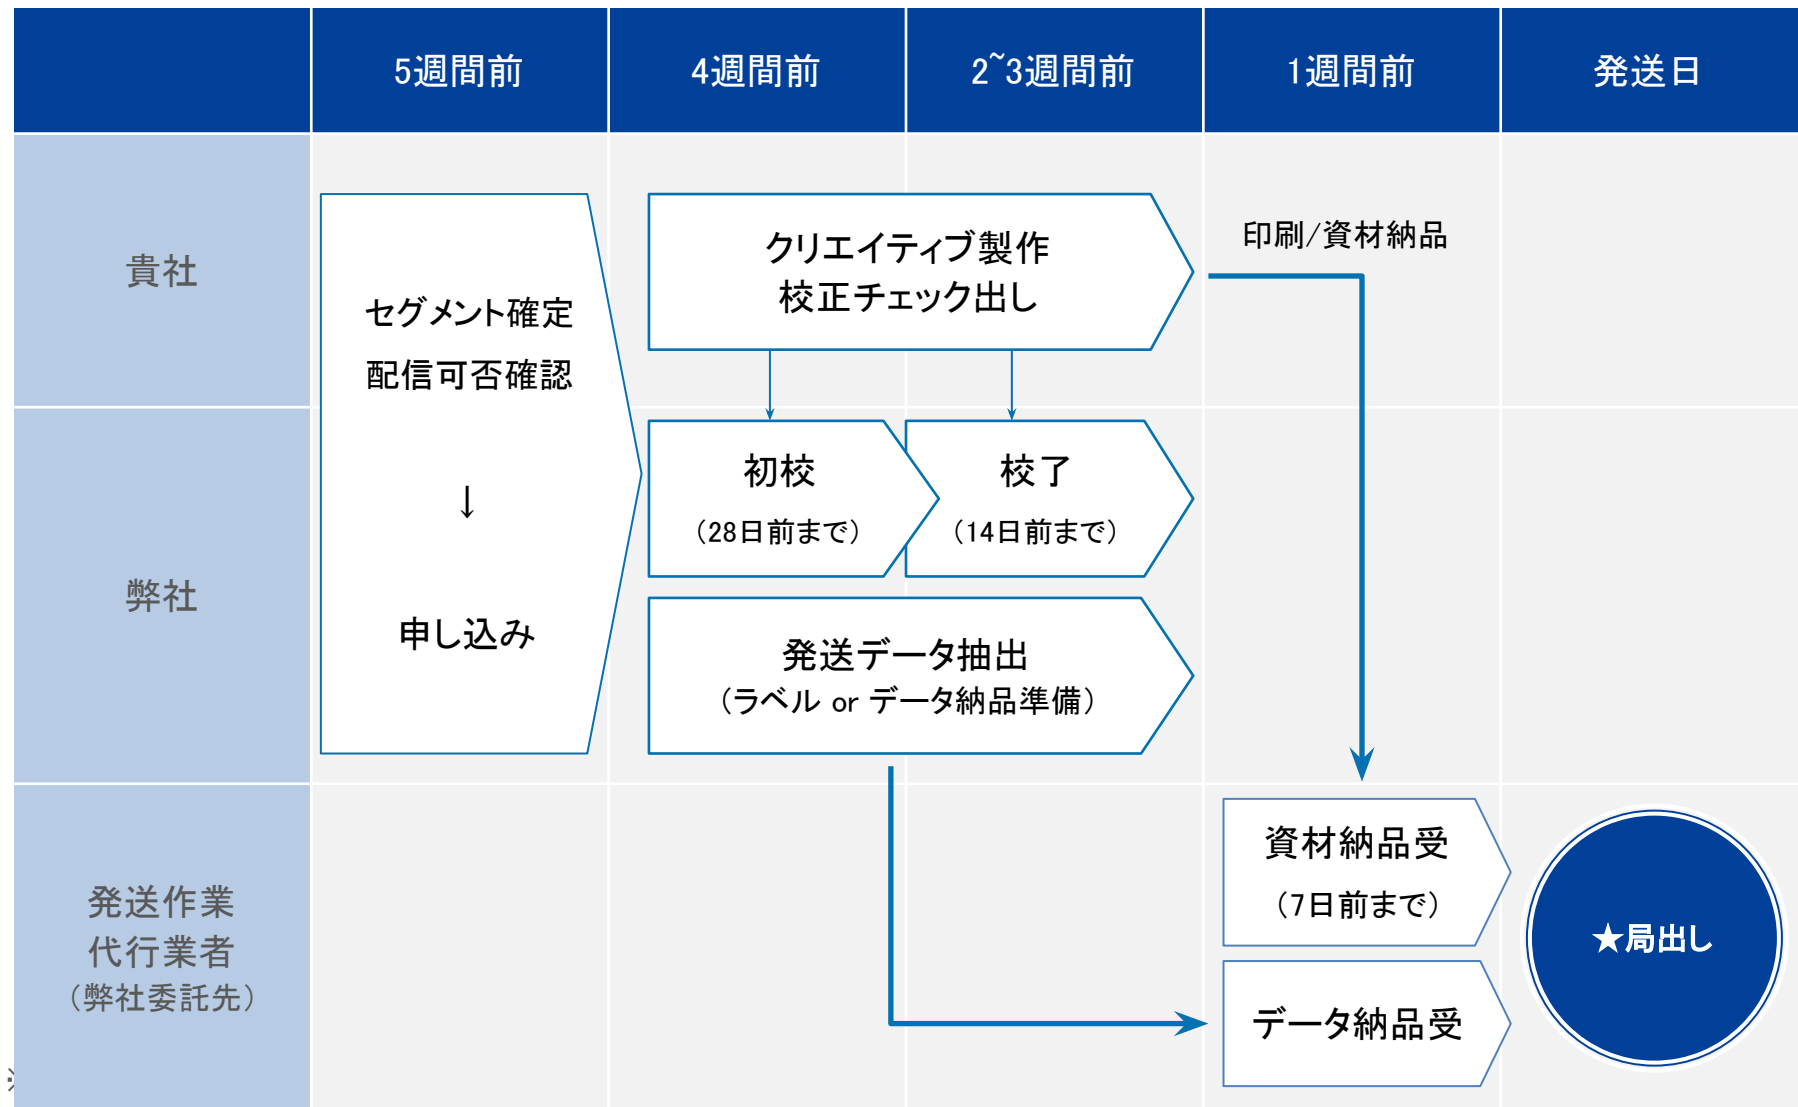 5週間前
4週間前
2~3週間前
1週間前
発送日
貴社
セグメント確定
配信可否確認
↓
申し込み
クリエイティブ製作
校正チェック出し
印刷/資材納品
弊社
初校
（28日前まで）
校了
（14日前まで）
発送データ抽出
（ラベル or データ納品準備）
発送作業
代行業者
（弊社委託先）
資材納品受
（7日前まで）
データ納品受
★局出し
※